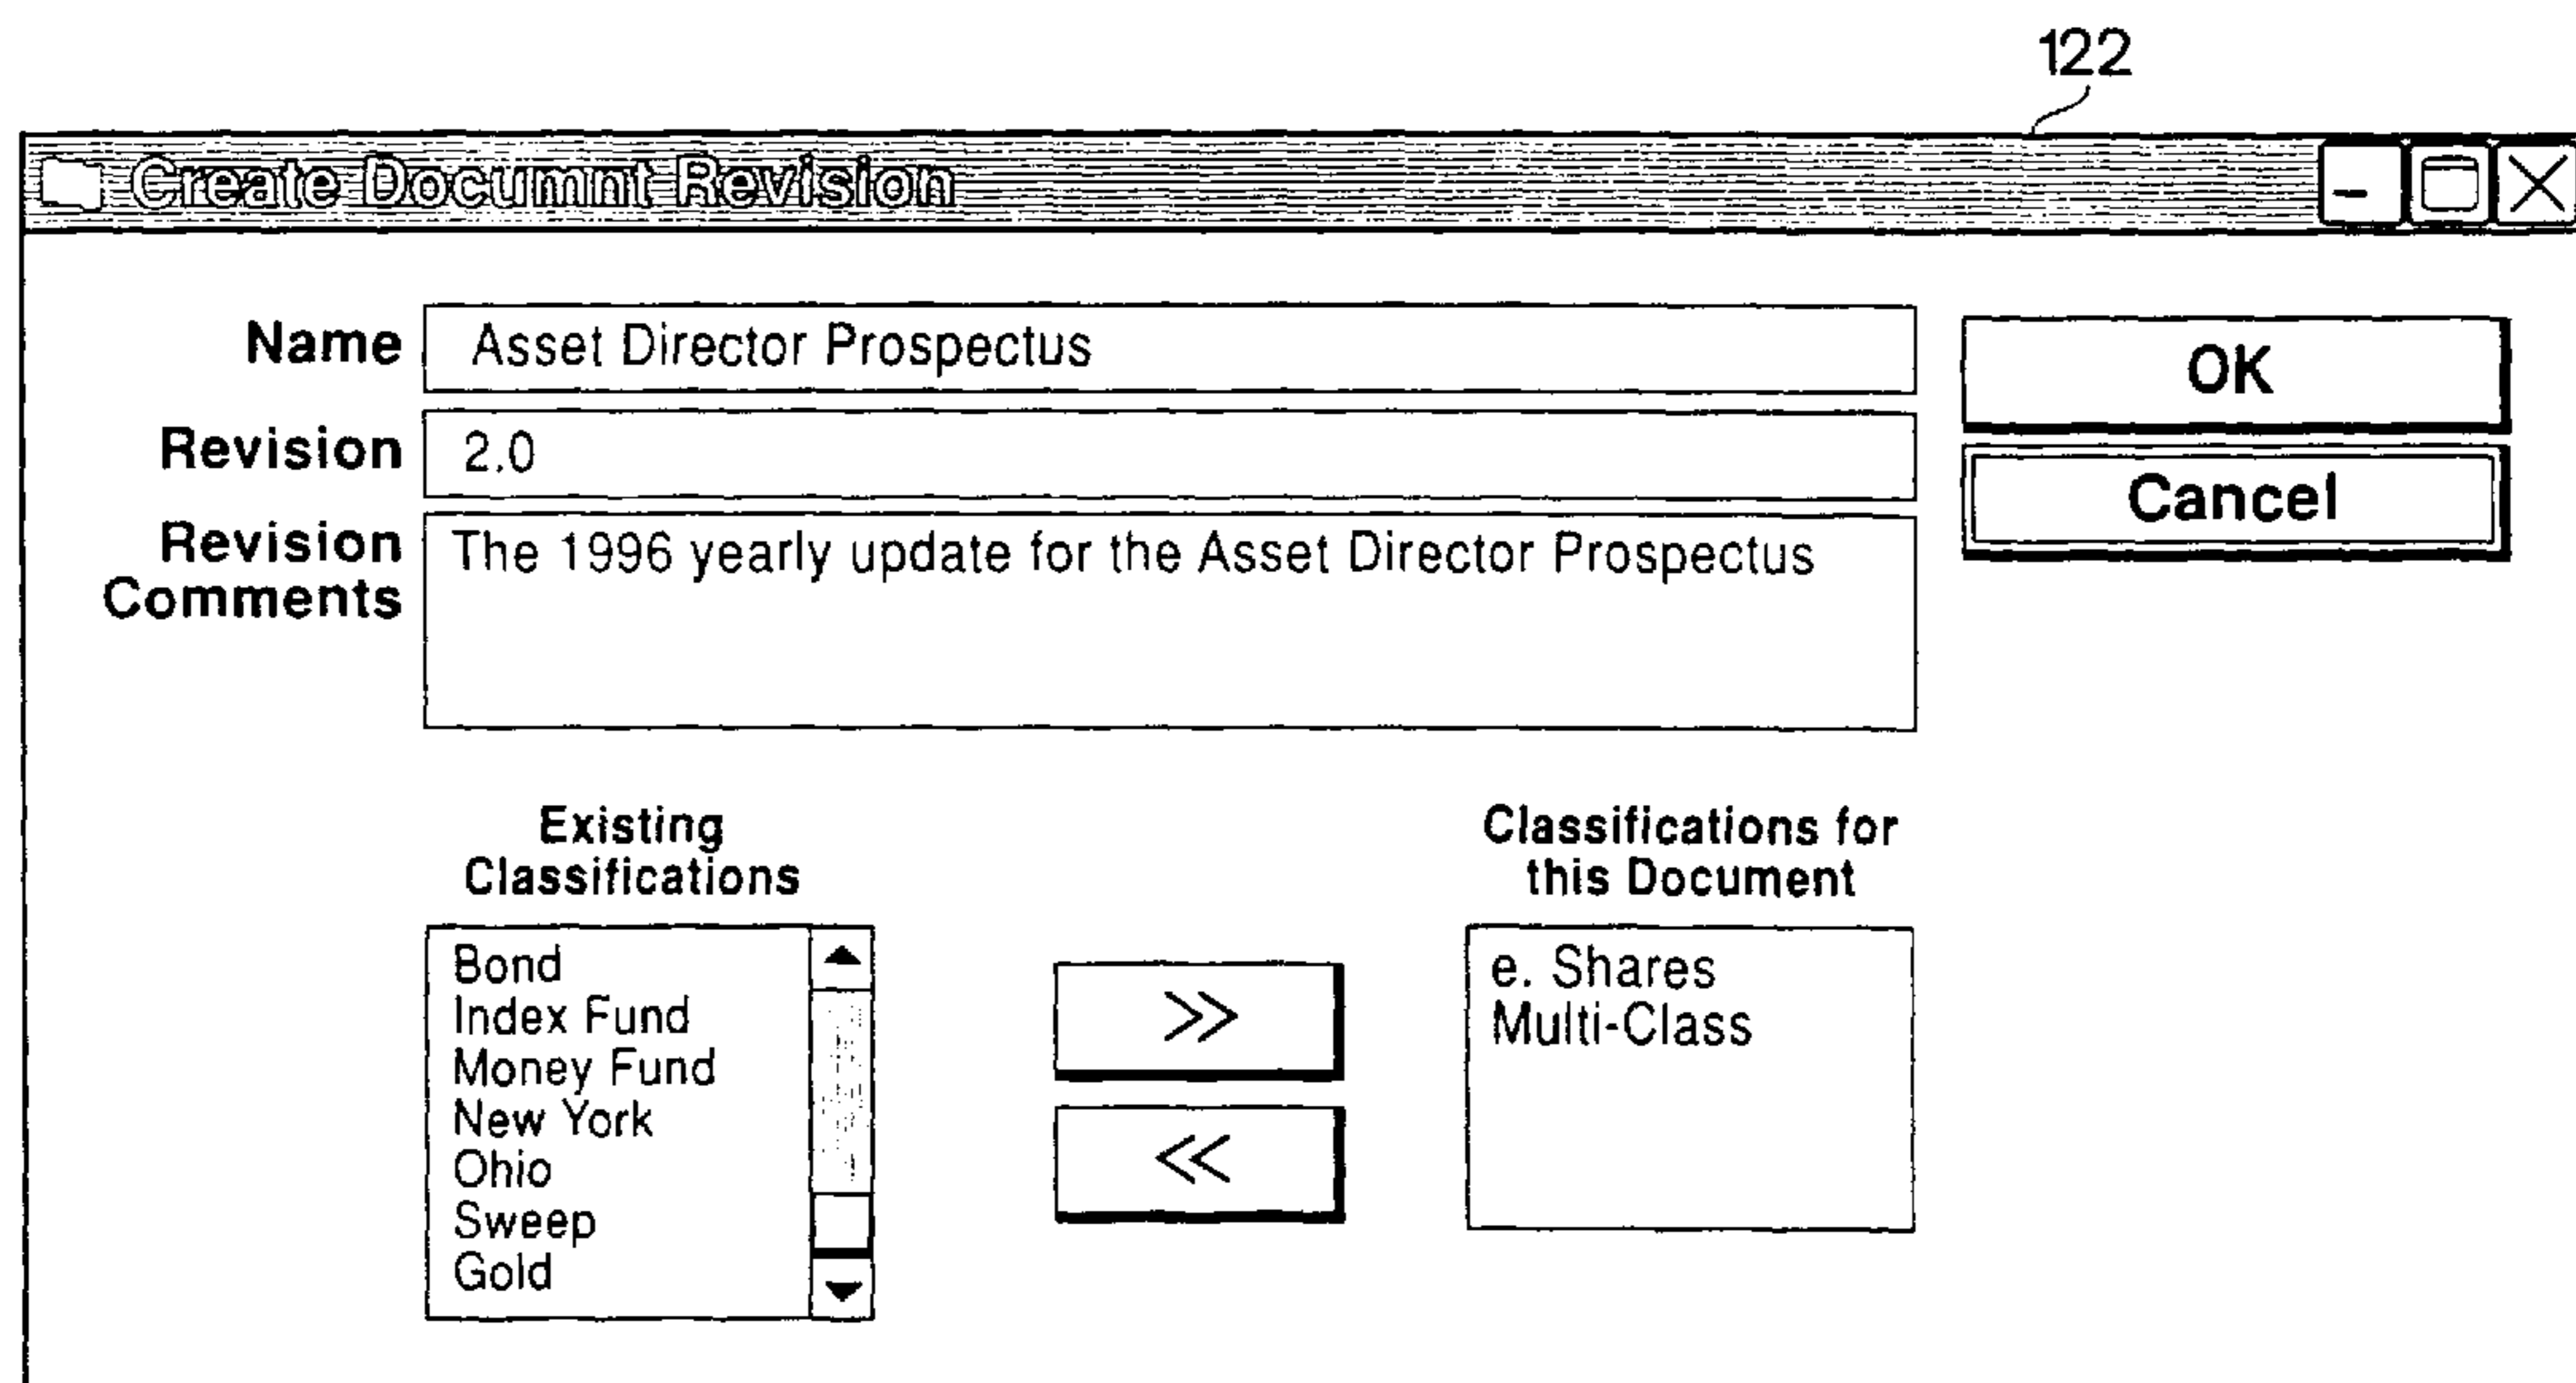 122
Create Documnt Revision
Name Asset Director Prospectus
OK
Revision 2.0
Cancel
Revision Comments
The 1996 yearly update for the Asset Director Prospectus
Existing
Classifications
Classifications for
this Document
Bond
Index Fund
Money Fund
New York
Ohio
Sweep
Gold
>>
<<
e. Shares
Multi-Class